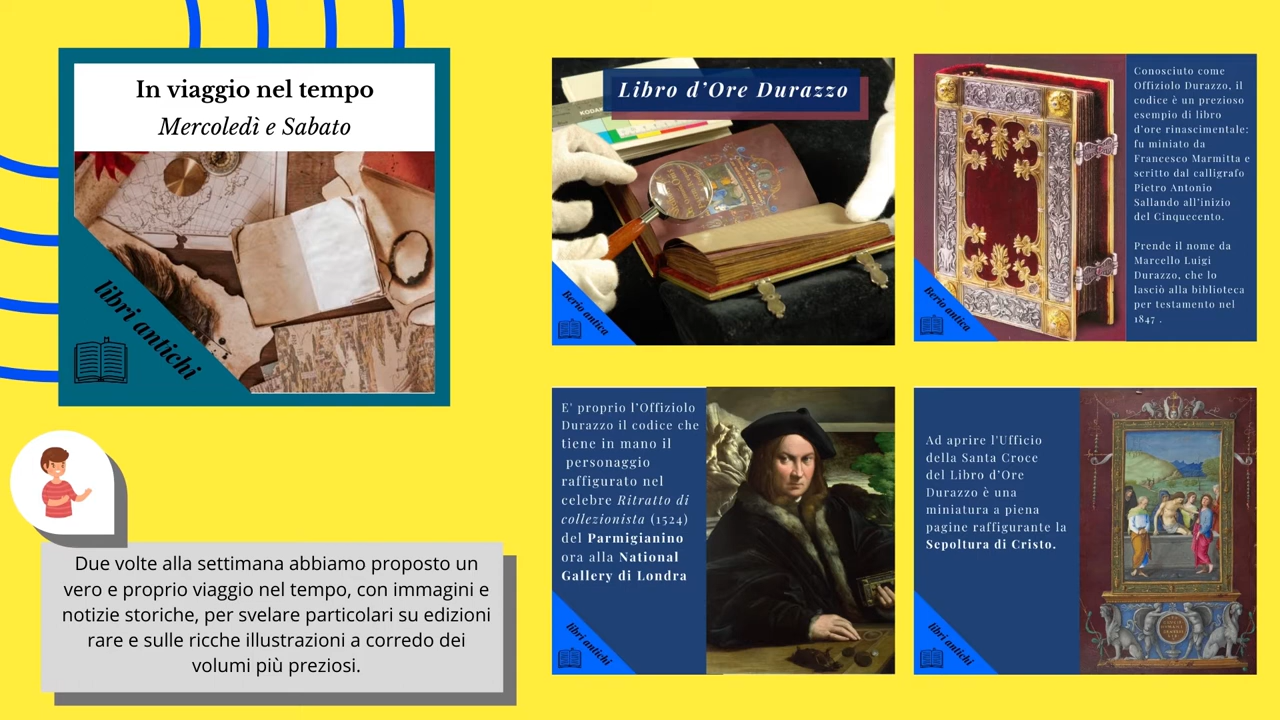 In viaggio nel tempo
Mercoledì e Sabato
libri antichi
Due volte alla settimana abbiamo proposto un
vero e proprio viaggio nel tempo, con immagini e
notizie storiche, per svelare particolari su edizioni
rare e sulle ricche illustrazioni a corredo dei
volumi più preziosi.
Libro d'Ore Durazzo
KODAK
Berio antica
Conosciuto come
Offiziolo Durazzo, il
codice è un prezioso
esempio di libro
d'ore rinascimentale:
fu miniato da
Francesco Marmitta e
scritto dal calligrafo
Pietro Antonio
Sallando all'inizio
del Cinquecento.
Prende il nome da
Marcello Luigi
Durazzo, che lo
lasciò alla biblioteca
per testamento nel
1847 .
Berio antica
E' proprio l'Offiziolo
Durazzo il codice che
tiene in mano il
personaggio
raffigurato nel
celebre Ritratto di
collezionista (1524)
del Parmigianino
ora alla National
Gallery di Londra
libri antichi
Ad aprire l'Ufficio
della Santa Croce
del Libro d'Ore
Durazzo è una
miniatura a piena
pagine raffigurante la
Sepoltura di Cristo.
libri antichi